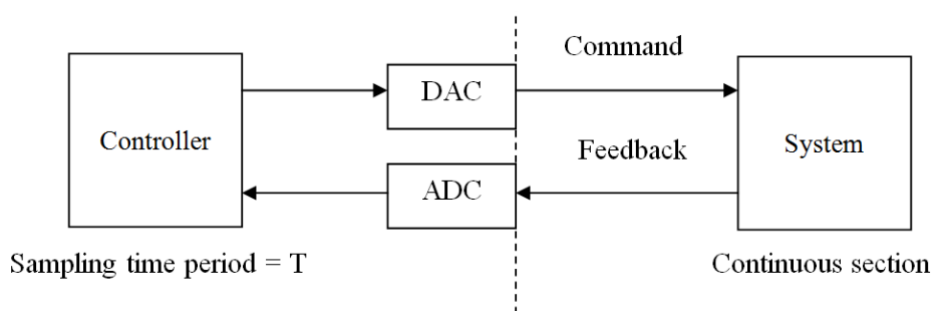 Command
DAC
Controller
System
Feedback
ADC
Sampling time period = T
Continuous section